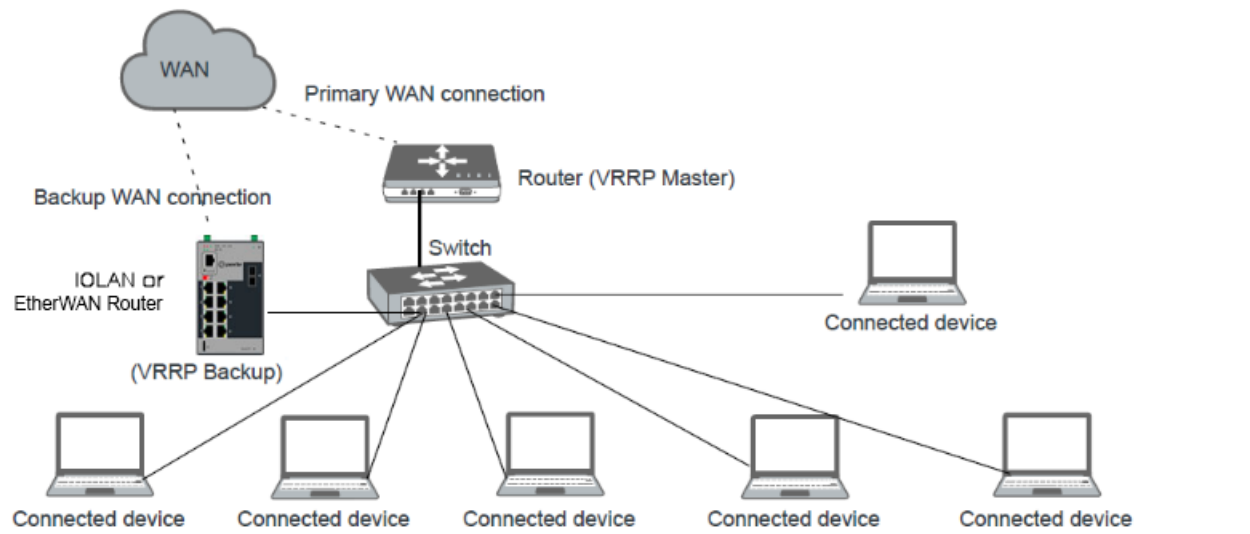 WAN
Primary WAN connection
Router (VRRP Master)
Backup WAN connection
Switch
IOLAN or
EtherWAN Router
(VRRP Backup)
Connected device
Connected device
Connected device
Connected device
Connected device
Connected device